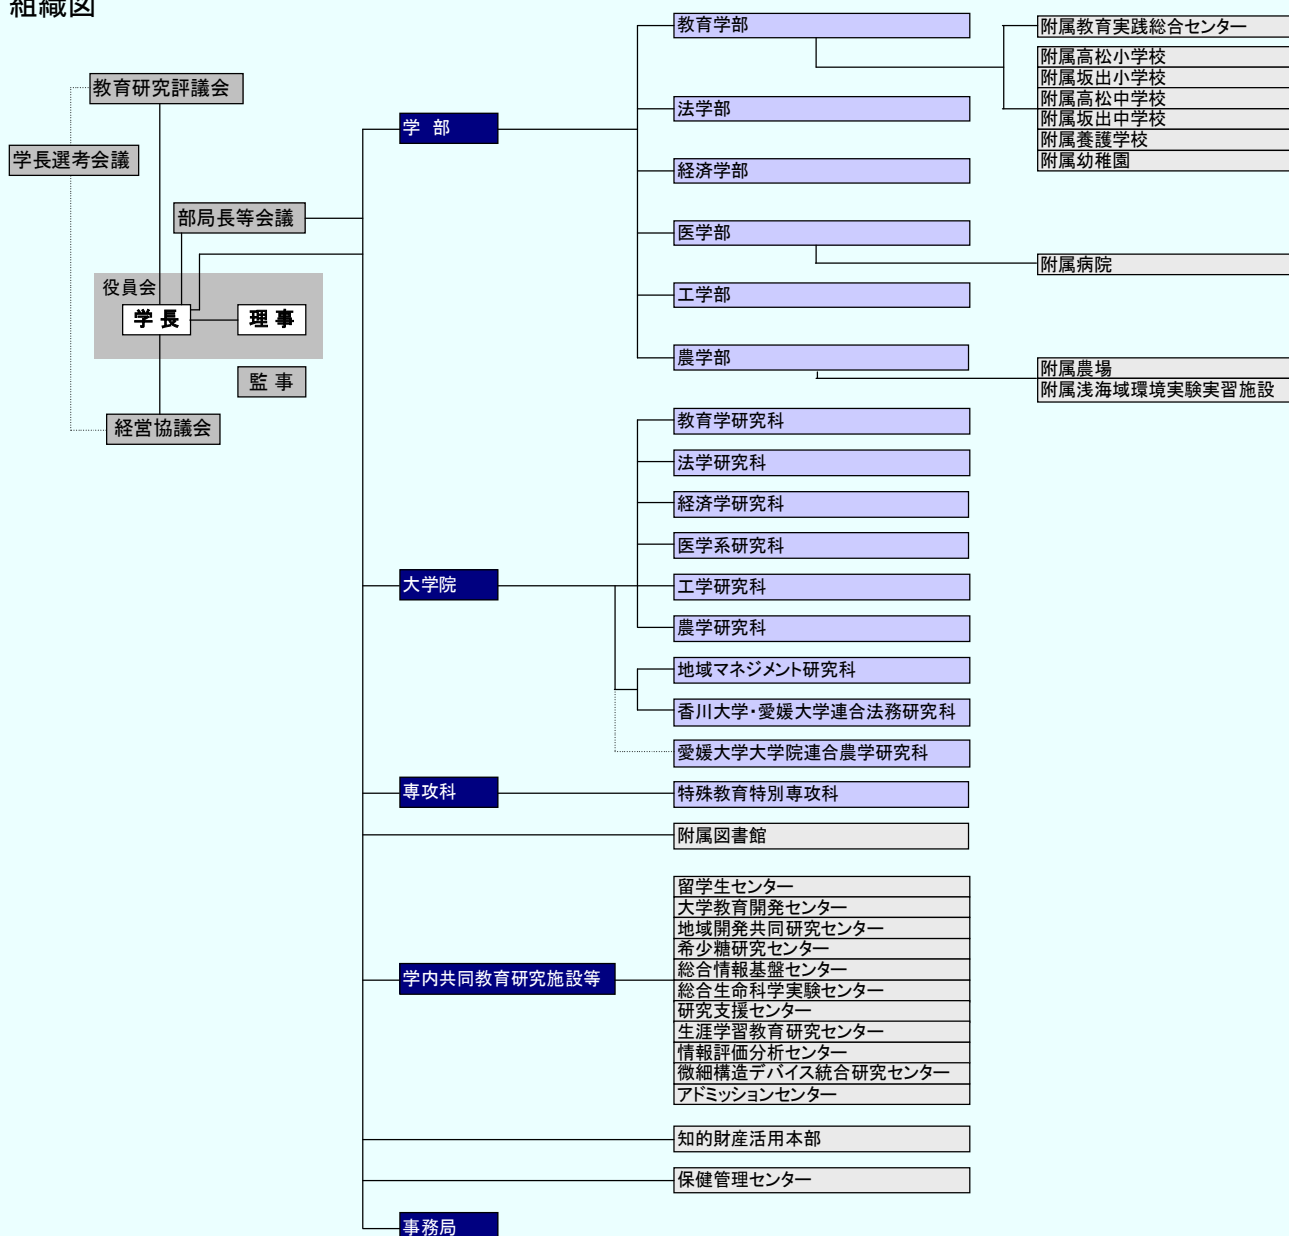 組織図
教育研究評議会
学長選考会議
部局長等会議
役員会
学長
理事
監事
経営協議会
学 部
教育学部
附属教育実践総合センター
附属高松小学校
附属坂出小学校
附属高松中学校
附属坂出中学校
附属養護学校
附属幼稚園
法学部
経済学部
医学部
附属病院
工学部
農学部
附属農場
附属浅海域環境実験実習施設
大学院
教育学研究科
法学研究科
経済学研究科
医学系研究科
工学研究科
農学研究科
地域マネジメント研究科
香川大学・愛媛大学連合法務研究科
愛媛大学大学院連合農学研究科
専攻科
特殊教育特別専攻科
附属図書館
学内共同教育研究施設等
留学生センター
大学教育開発センター
地域開発共同研究センター
希少糖研究センター
総合情報基盤センター
総合生命科学実験センター
研究支援センター
生涯学習教育研究センター
情報評価分析センター
微細構造デバイス統合研究センター
アドミッションセンター
知的財産活用本部
保健管理センター
事務局